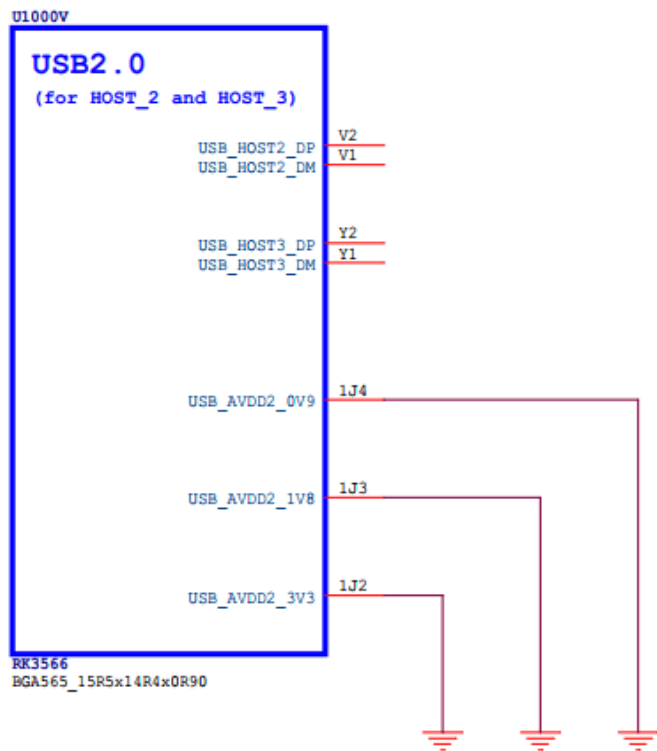 U1000V
USB2.0
(for HOST_2 and HOST_3)
USB_HOST2_DP V2
USB_HOST2_DM V1
USB_HOST3_DP Y2
USB_HOST3_DM Y1
USB_AVDD2_0V9 1J4
USB_AVDD2_1V8 1J3
USB_AVDD2_3V3 1J2
RK3566
BGA565_15R5x14R4x0R90